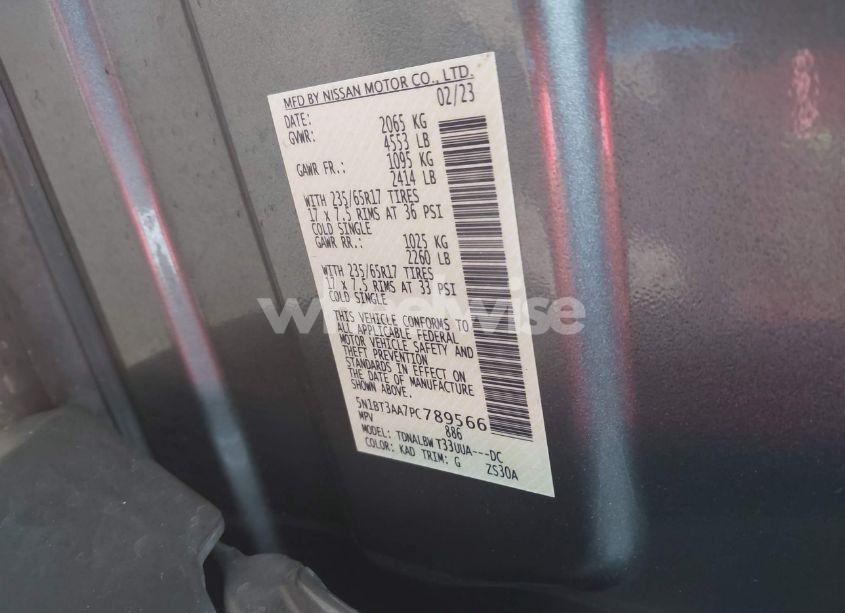 MFD BY NISSAN MOTOR CO., LTD.
DATE: 02/23
GVWR: 2065 KG
4553 LB
GAWR FR.: 1095 KG
2414 LB
WITH 235/65R17 TIRES
17 x 7.5 RIMS AT 36 PSI
COLD SINGLE
GAWR RR.: 1025 KG
2260 LB
WITH 235/65R17 TIRES
17 x 7.5 RIMS AT 33 PSI
COLD SINGLE
wheelwise
THIS VEHICLE CONFORMS TO
ALL APPLICABLE FEDERAL
MOTOR VEHICLE SAFETY AND
THEFT PREVENTION
STANDARDS IN EFFECT ON
THE DATE OF MANUFACTURE
SHOWN ABOVE.
5N1BT3AA7PC789566
MPV 886
MODEL: TDNALBW T33UUA---DC
COLOR: KAD TRIM: G ZS30A